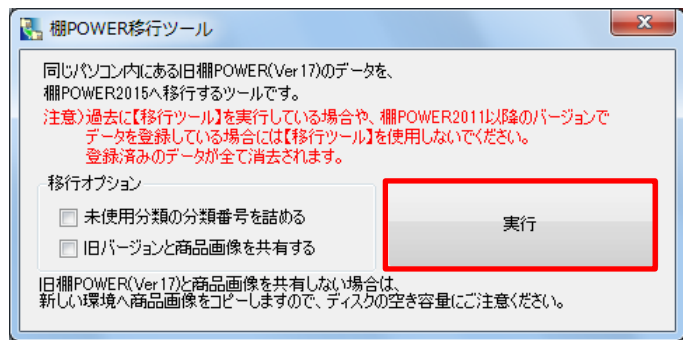 棚POWER移行ツール
同じパソコン内にある旧棚POWER(Ver17)のデータを、
棚POWER2015へ移行するツールです。
注意)過去に【移行ツール】を実行している場合や、棚POWER2011以降のバージョンで
データを登録している場合には【移行ツール】を使用しないでください。
登録済みのデータが全て消去されます。
移行オプション
未使用分類の分類番号を詰める
旧バージョンと商品画像を共有する
実行
旧棚POWER(Ver17)と商品画像を共有しない場合は、
新しい環境へ商品画像をコピーしますので、ディスクの空き容量にご注意ください。